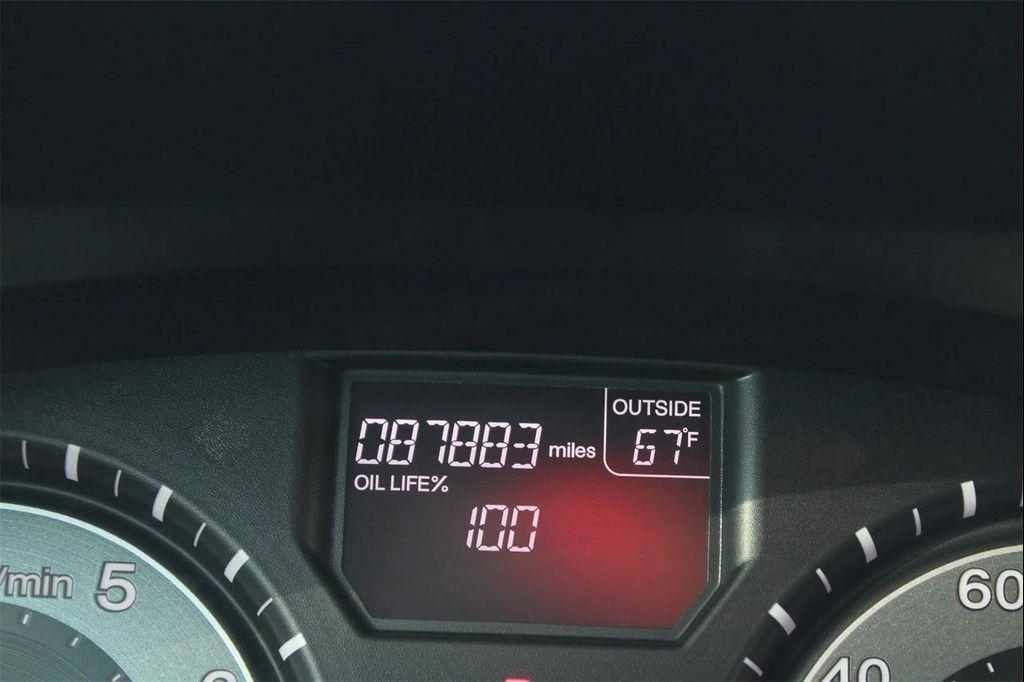 087883 miles
OUTSIDE
67°F
OIL LIFE%
100
/min 5
60
40